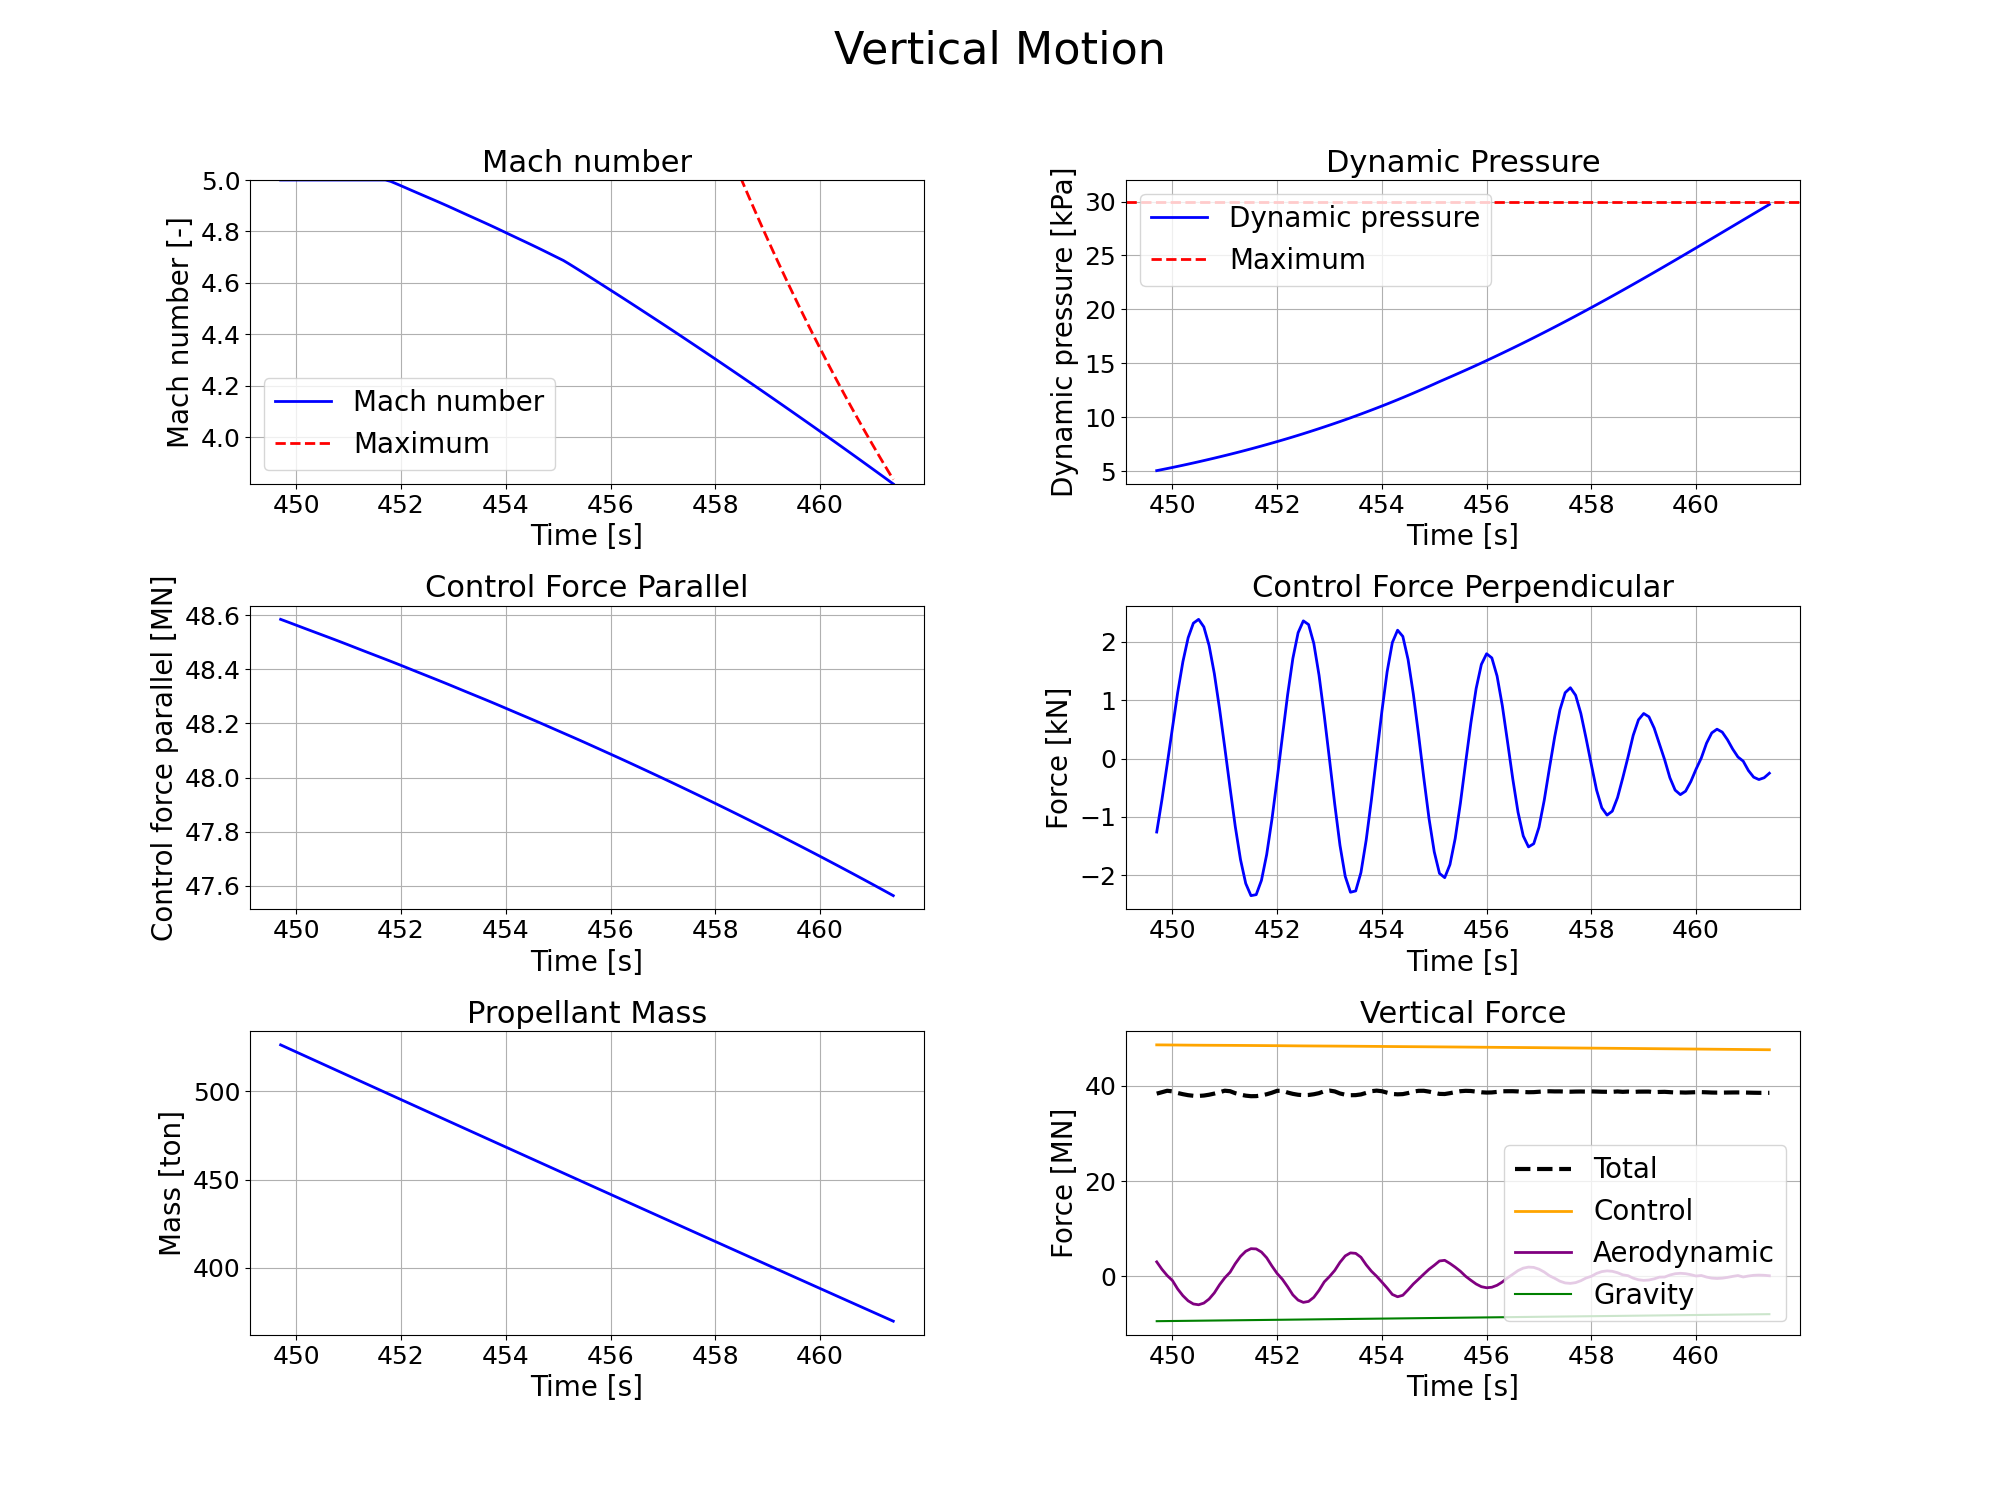 Vertical Motion
Mach number
Mach number [-]
5.0
4.8
4.6
4.4
4.2
4.0
Mach number
Maximum
450 452 454 456 458 460
Time [s]
Dynamic Pressure
Dynamic pressure [kPa]
30
25
20
15
10
5
Dynamic pressure
Maximum
450 452 454 456 458 460
Time [s]
Control Force Parallel
Control force parallel [MN]
48.6
48.4
48.2
48.0
47.8
47.6
450 452 454 456 458 460
Time [s]
Control Force Perpendicular
Force [kN]
2
1
0
−1
−2
450 452 454 456 458 460
Time [s]
Propellant Mass
Mass [ton]
500
450
400
450 452 454 456 458 460
Time [s]
Vertical Force
Force [MN]
40
20
0
Total
Control
Aerodynamic
Gravity
450 452 454 456 458 460
Time [s]